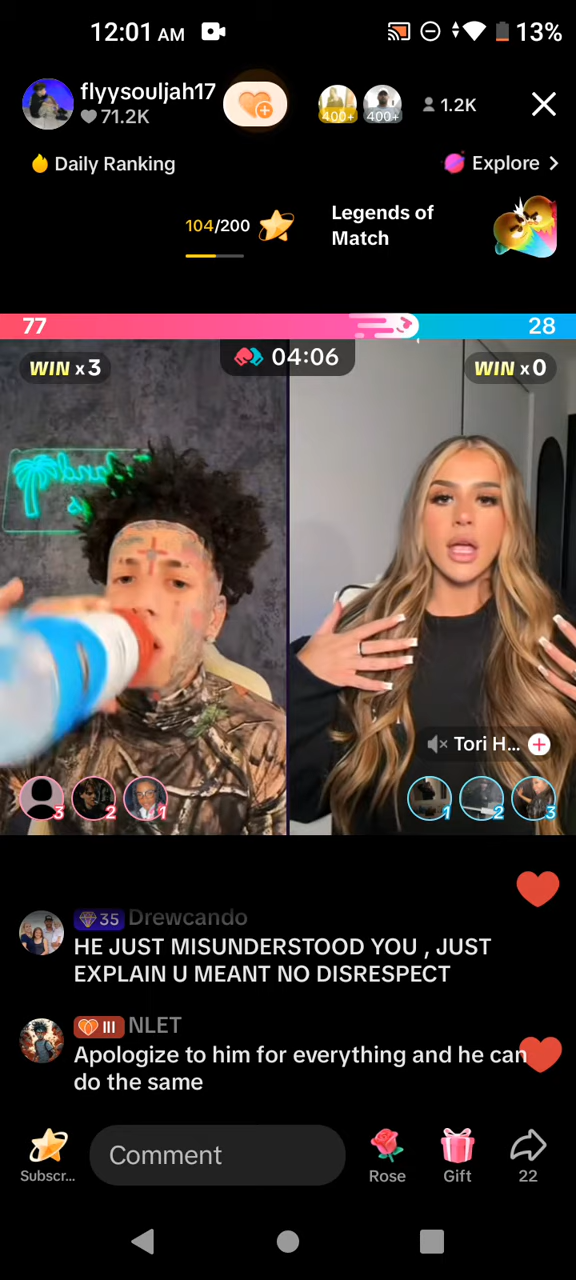 12:01 AM
13%
flyysouljah17
71.2K
400+
400+
1.2K
Daily Ranking
Explore
104/200
Legends of
Match
77
28
WIN x3
04:06
WIN x0
Tori H...
3
2
1
1
2
3
35 Drewcando
HE JUST MISUNDERSTOOD YOU , JUST
EXPLAIN U MEANT NO DISRESPECT
III NLET
Apologize to him for everything and he can
do the same
Subscr...
Comment
Rose
Gift
22